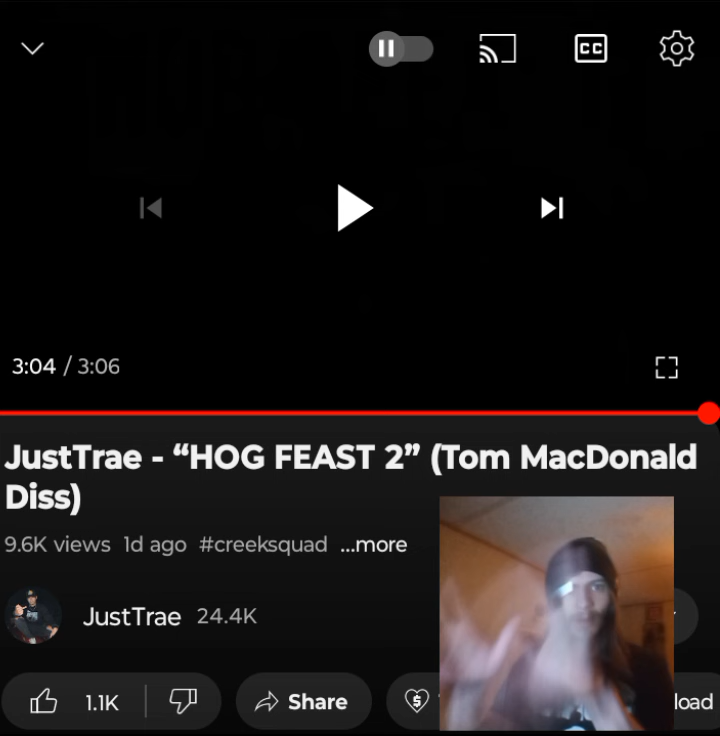 CC
3:04 / 3:06
JustTrae - “HOG FEAST 2” (Tom MacDonald
Diss)
9.6K views 1d ago #creeksquad ...more
JustTrae 24.4K
1.1K Share load